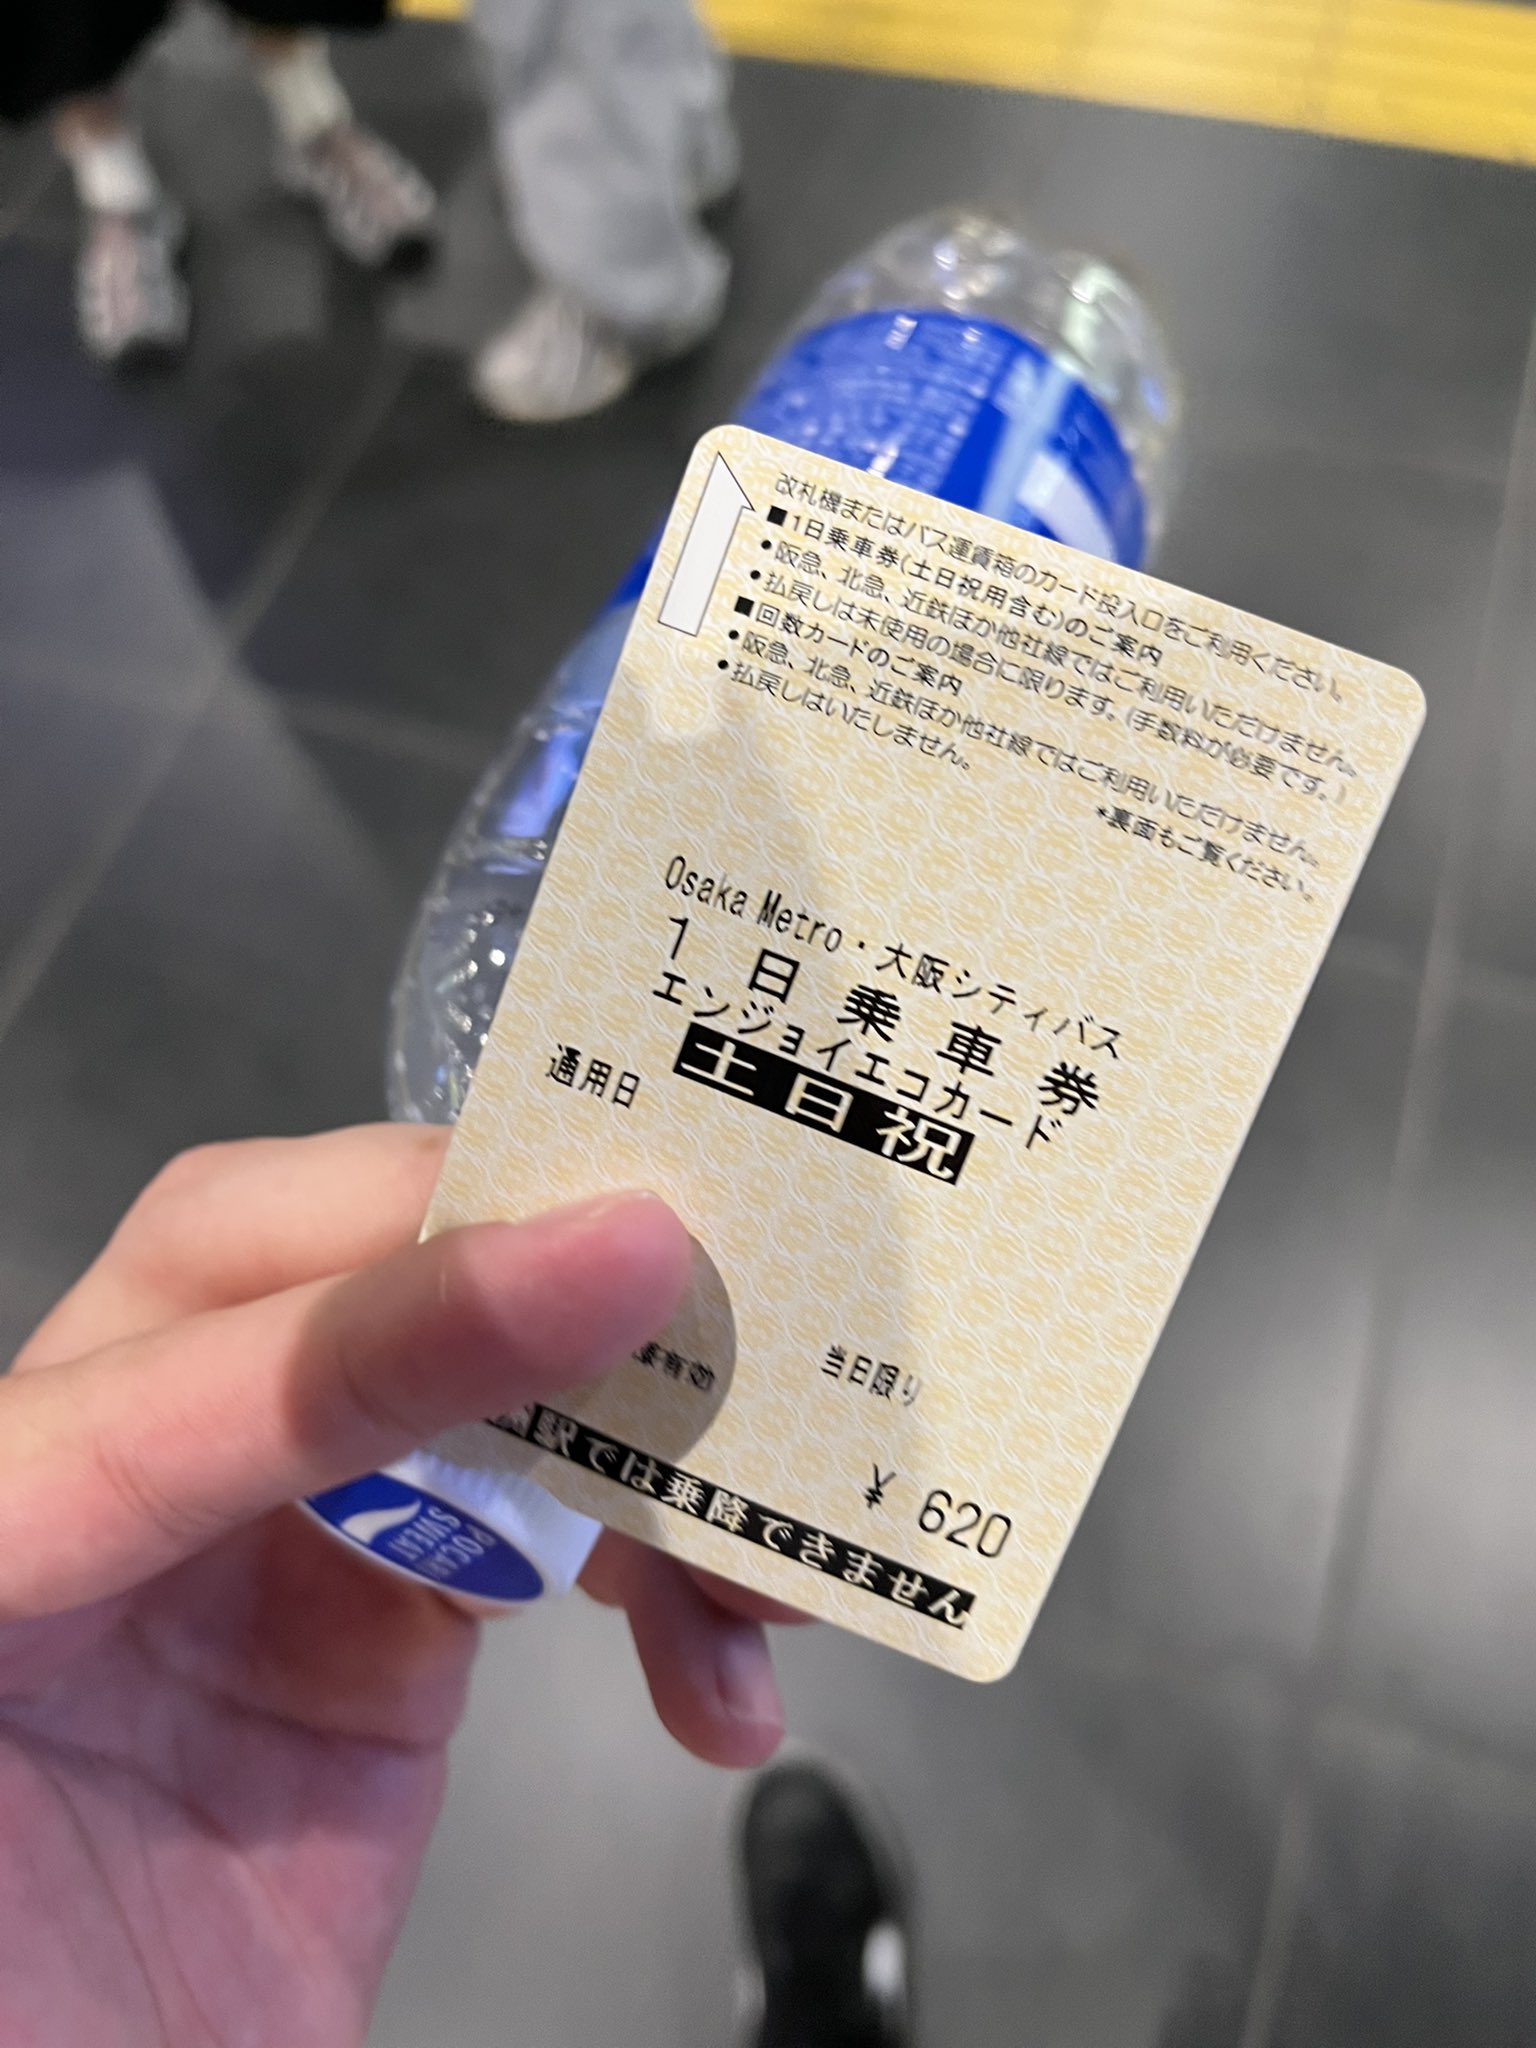 改札機またはバス運賃箱のカード投入口をご利用ください。
■1日乗車券(土日祝用含む)のご案内
•阪急、北急、近鉄ほか他社線ではご利用いただけません。
•払戻しは未使用の場合に限ります。(手数料が必要です。)
■回数カードのご案内
•阪急、北急、近鉄ほか他社線ではご利用いただけません。
•払戻しはいたしません。
*裏面もご覧ください。
Osaka Metro・大阪シティバス
1日乗車券
エンジョイエコカード
土日祝
通用日
有効
当日限り
¥ 620
駅では乗降できません
POCARI
SWEAT